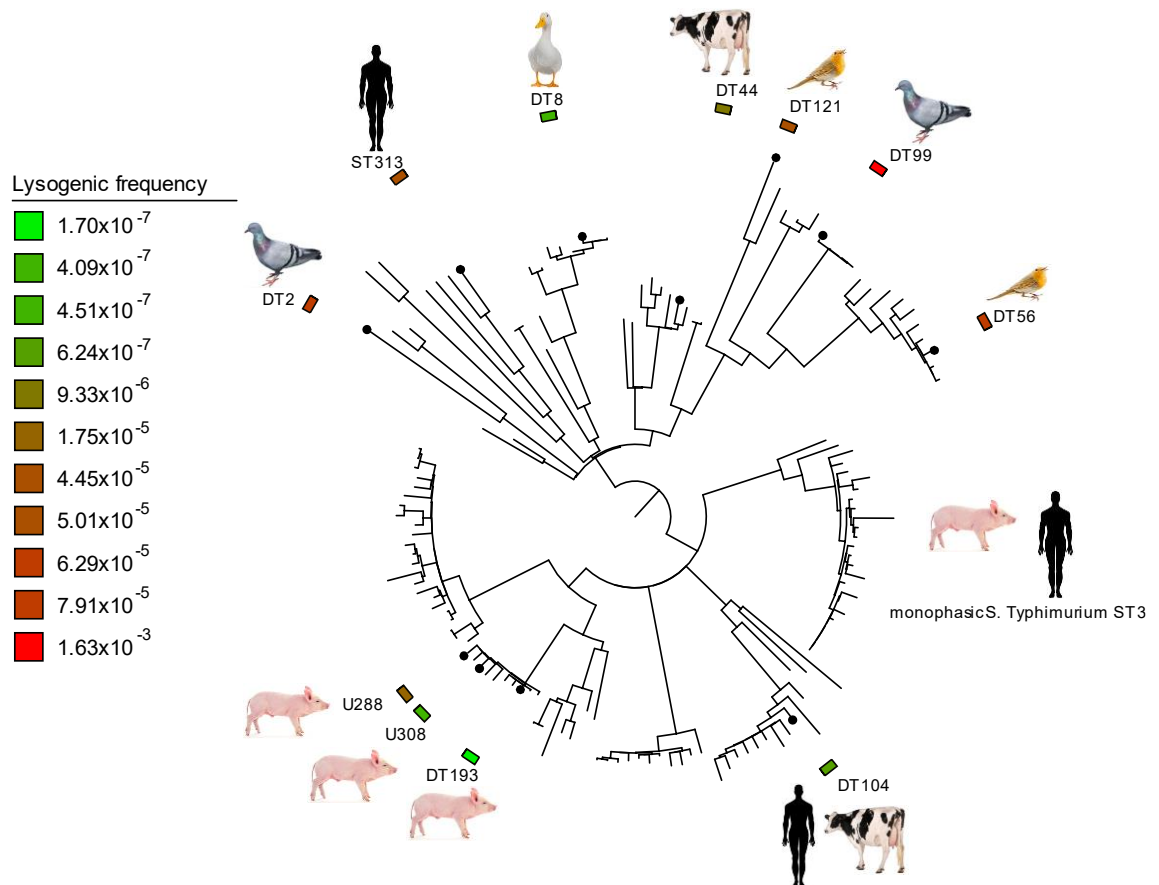 DT8
DT44
DT121
DT99
ST313
Lysogenic frequency
1.70x10-7
4.09x10-7
4.51x10-7
6.24x10-7
9.33x10-6
1.75x10-5
4.45x10-5
5.01x10-5
6.29x10-5
7.91x10-5
1.63x10-3
DT2
DT56
monophasicS. Typhimurium ST3
U288
U308
DT193
DT104